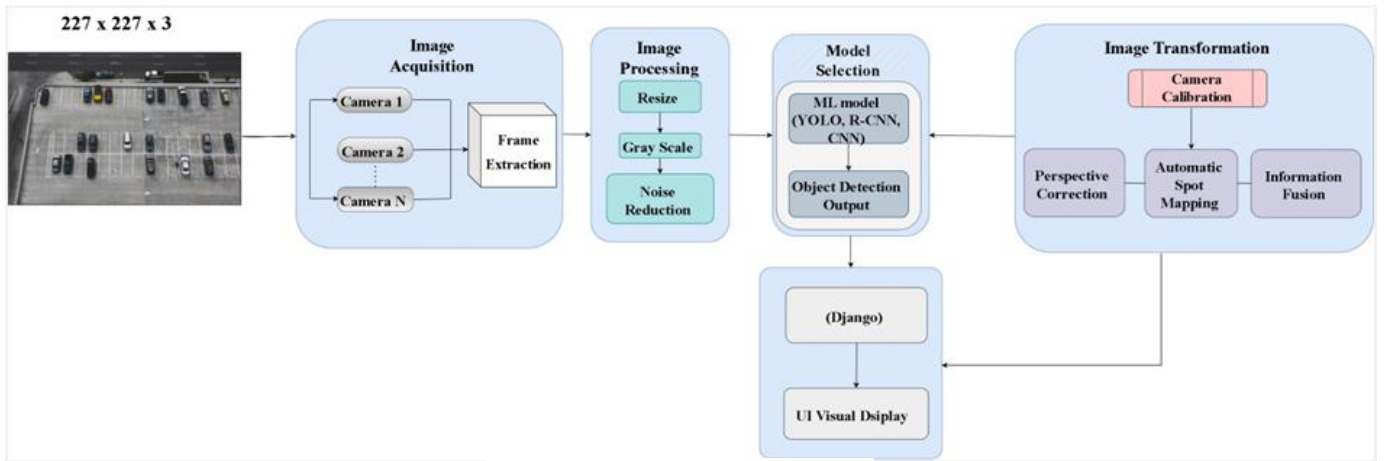 227 x 227 x 3
Image
Acquisition
Camera 1
Camera 2
Camera N
Frame
Extraction
Image
Processing
Resize
Gray Scale
Noise
Reduction
Model
Selection
ML model
(YOLO, R-CNN,
CNN)
Object Detection
Output
Image Transformation
Camera
Calibration
Perspective
Correction
Automatic
Spot
Mapping
Information
Fusion
(Django)
UI Visual Dsiplay